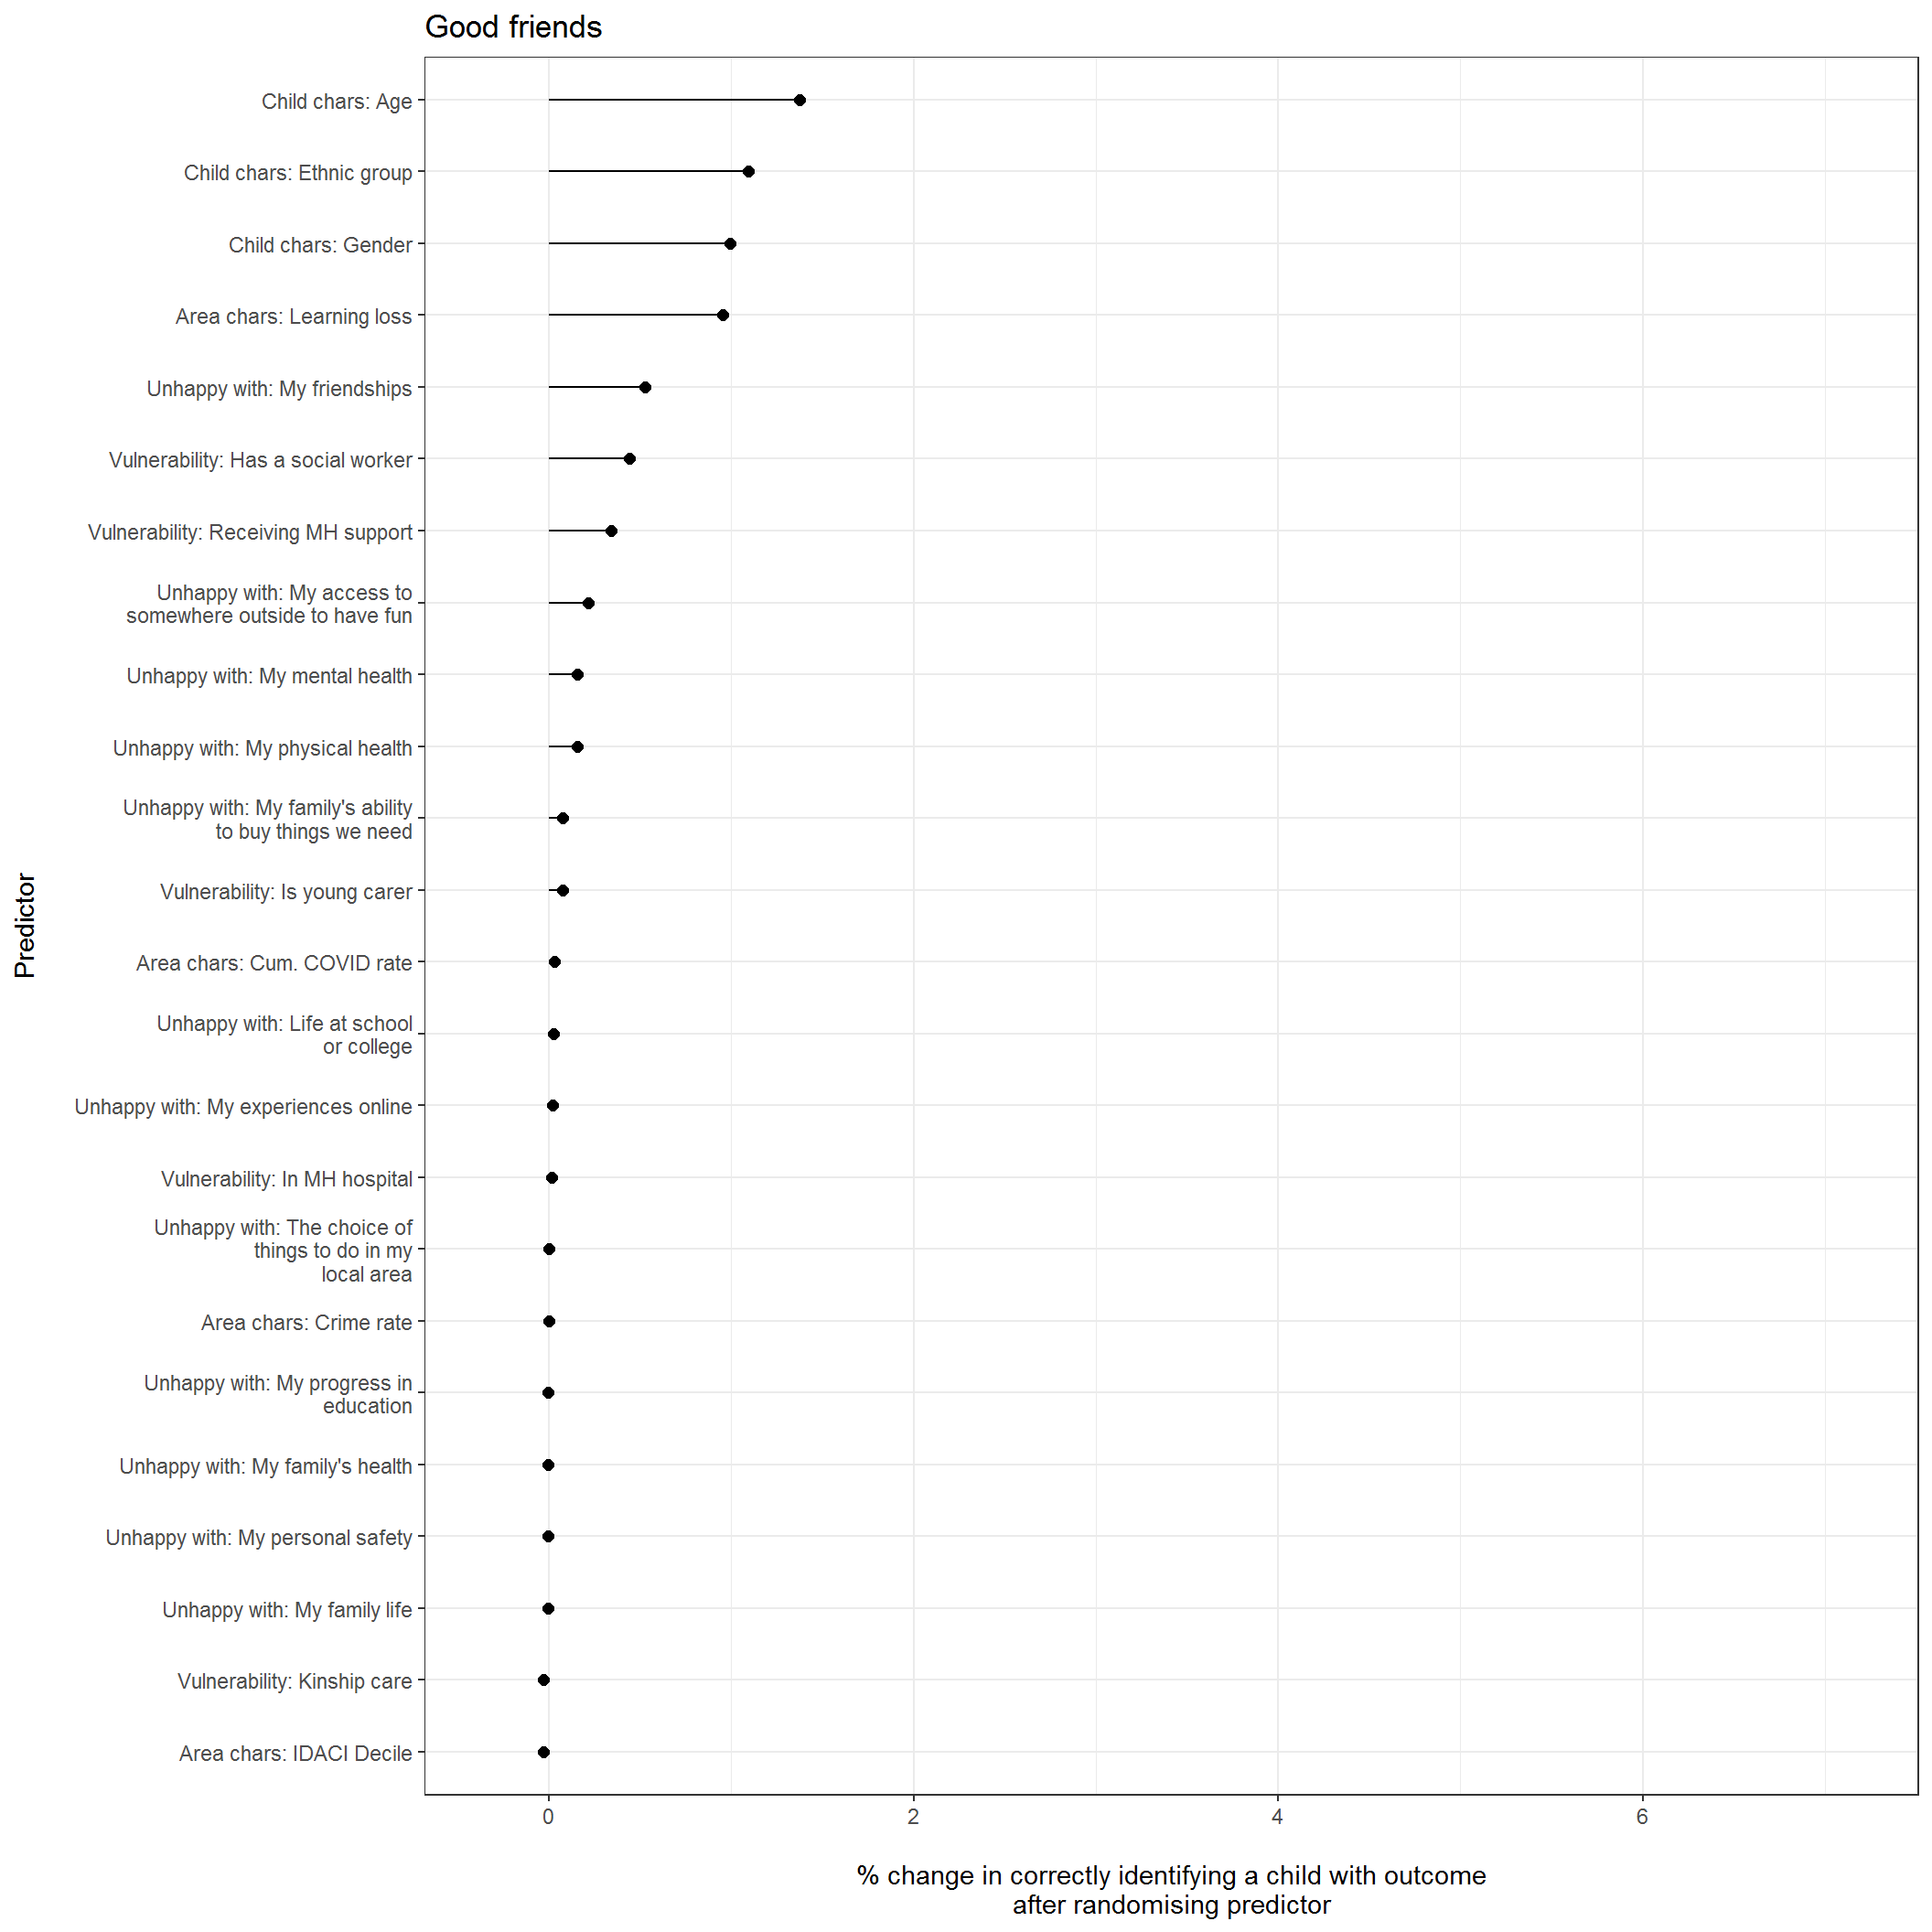 Good friends
Child chars: Age
Child chars: Ethnic group
Child chars: Gender
Area chars: Learning loss
Unhappy with: My friendships
Vulnerability: Has a social worker
Vulnerability: Receiving MH support
Unhappy with: My access to
somewhere outside to have fun
Unhappy with: My mental health
Unhappy with: My physical health
Unhappy with: My family's ability
to buy things we need
Vulnerability: Is young carer
Area chars: Cum. COVID rate
Unhappy with: Life at school
or college
Unhappy with: My experiences online
Vulnerability: In MH hospital
Unhappy with: The choice of
things to do in my
local area
Area chars: Crime rate
Unhappy with: My progress in
education
Unhappy with: My family's health
Unhappy with: My personal safety
Unhappy with: My family life
Vulnerability: Kinship care
Area chars: IDACI Decile
Predictor
0 2 4 6
% change in correctly identifying a child with outcome
after randomising predictor